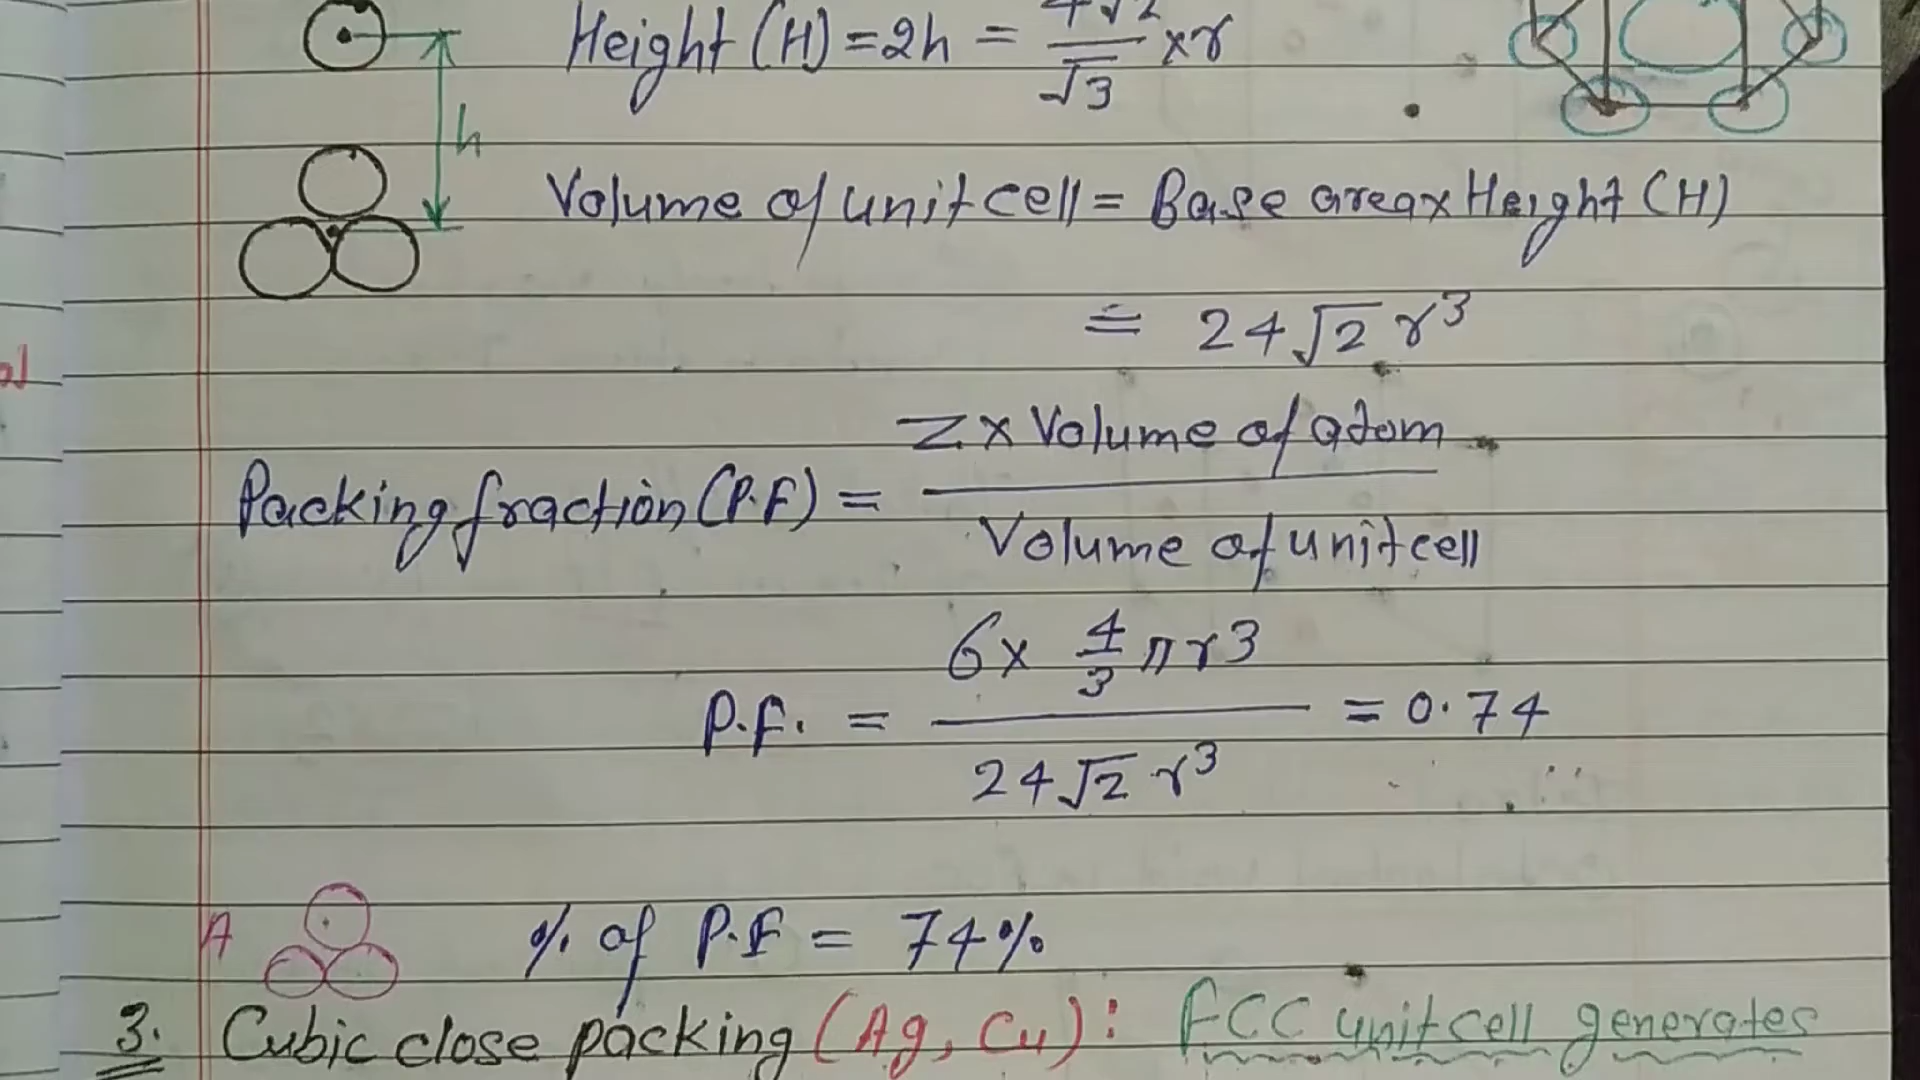 Height (H) = 2h = 4√2/√3 × r
h
Volume of unit cell = Base area x Height (H)
= 24√2 r³
Packing fraction (P.F) = Z x Volume of atom / Volume of unit cell
P.F. = 6 x 4/3 π r3 / 24√2 r³ = 0.74
A
% of P.F = 74%
3. Cubic close packing (Ag, Cu): FCC unit cell generates